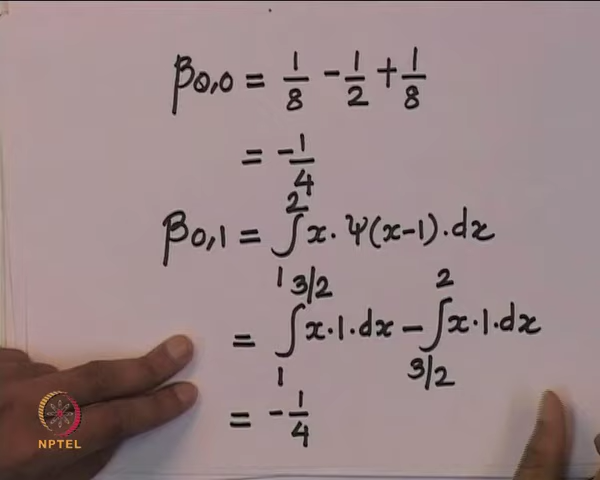 β0,0 = 1/8 - 1/2 + 1/8
= -1/4
β0,1 = ∫₁² x · ψ(x-1) · dx
= ∫₁^{3/2} x · 1 · dx - ∫_{3/2}^{2} x · 1 · dx
= -1/4
NPTEL